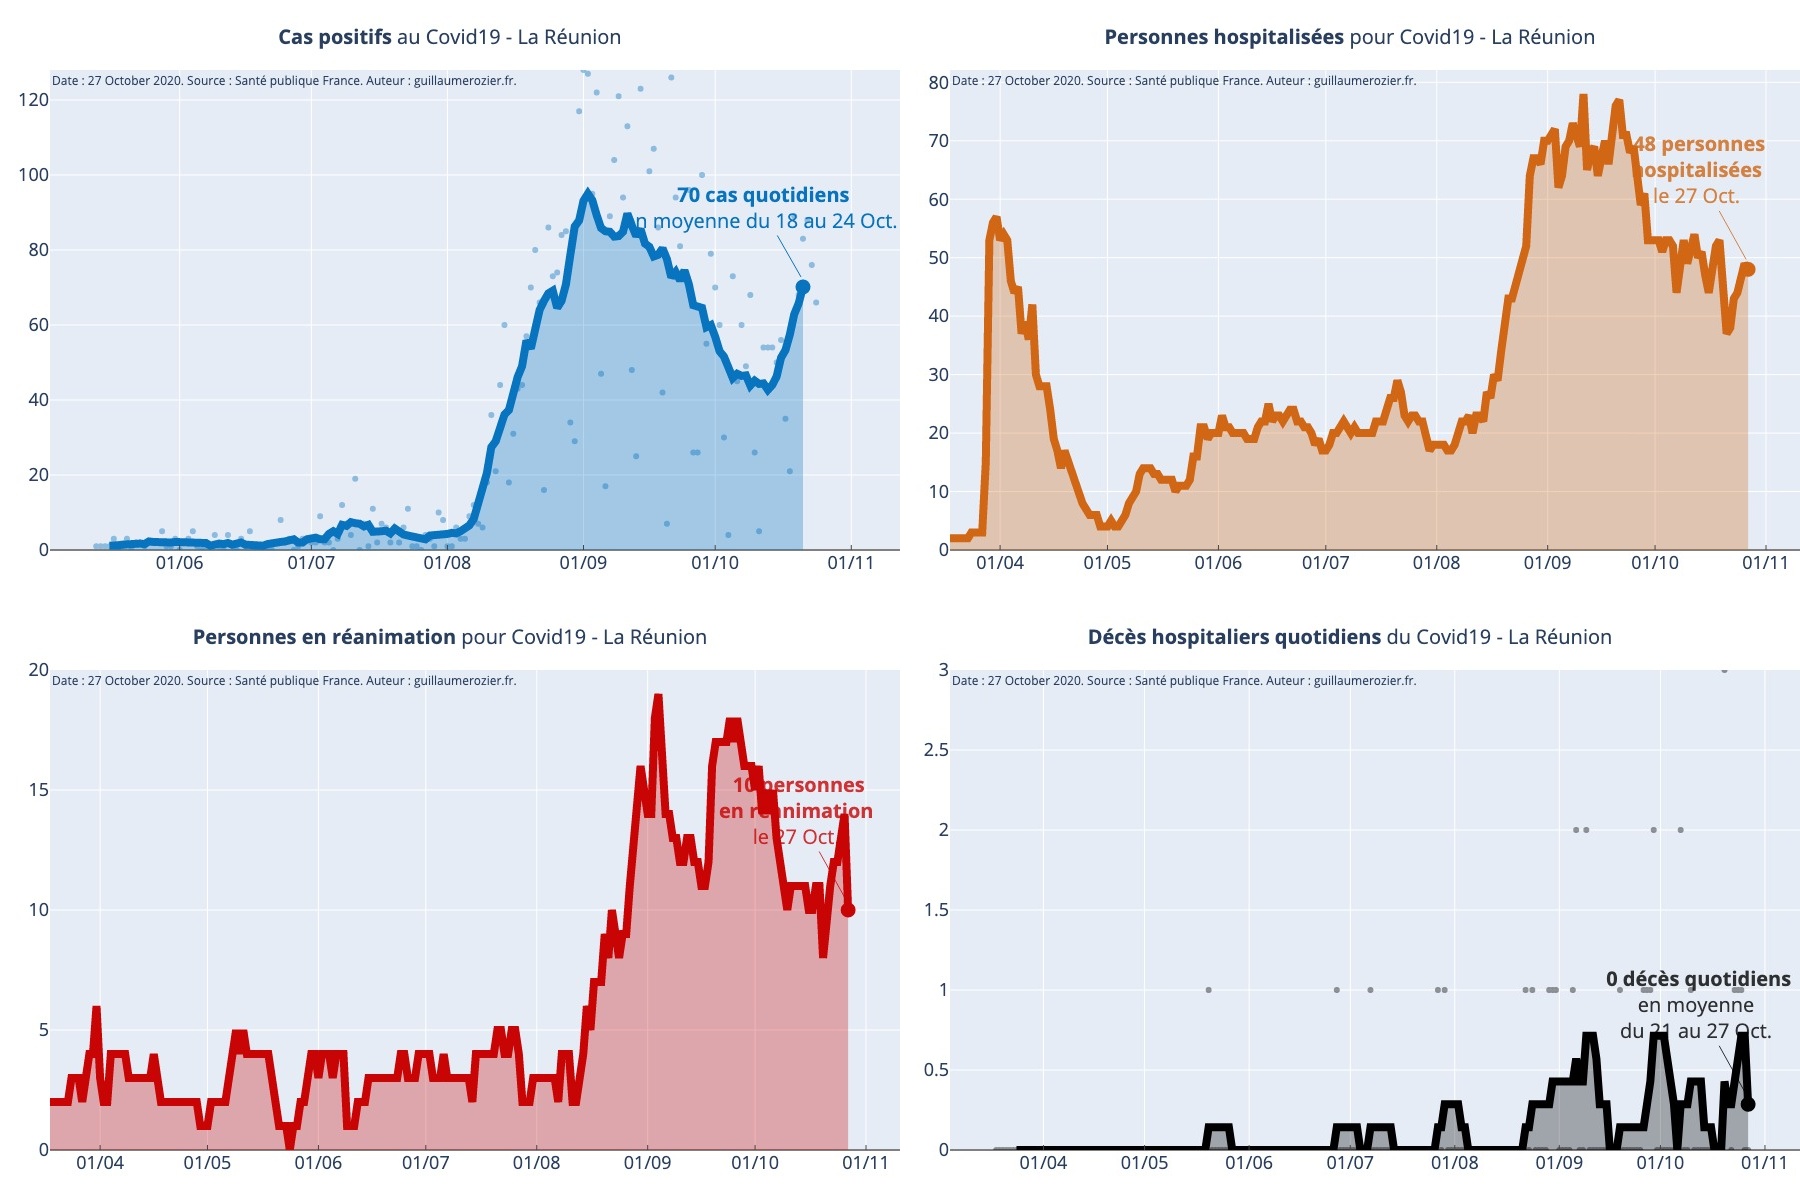 Cas positifs au Covid19 - La Réunion
Date : 27 October 2020. Source : Santé publique France. Auteur : guillaumerozier.fr.
120
100
80
60
40
20
0
70 cas quotidiens
n moyenne du 18 au 24 Oct.
01/06 01/07 01/08 01/09 01/10 01/11
Personnes hospitalisées pour Covid19 - La Réunion
Date : 27 October 2020. Source : Santé publique France. Auteur : guillaumerozier.fr.
80
70
60
50
40
30
20
10
0
48 personnes
hospitalisées
le 27 Oct.
01/04 01/05 01/06 01/07 01/08 01/09 01/10 01/11
Personnes en réanimation pour Covid19 - La Réunion
Date : 27 October 2020. Source : Santé publique France. Auteur : guillaumerozier.fr.
20
15
10
5
0
10 personnes
en réanimation
le 27 Oct.
01/04 01/05 01/06 01/07 01/08 01/09 01/10 01/11
Décès hospitaliers quotidiens du Covid19 - La Réunion
Date : 27 October 2020. Source : Santé publique France. Auteur : guillaumerozier.fr.
3
2.5
2
1.5
1
0.5
0
0 décès quotidiens
en moyenne
du 21 au 27 Oct.
01/04 01/05 01/06 01/07 01/08 01/09 01/10 01/11